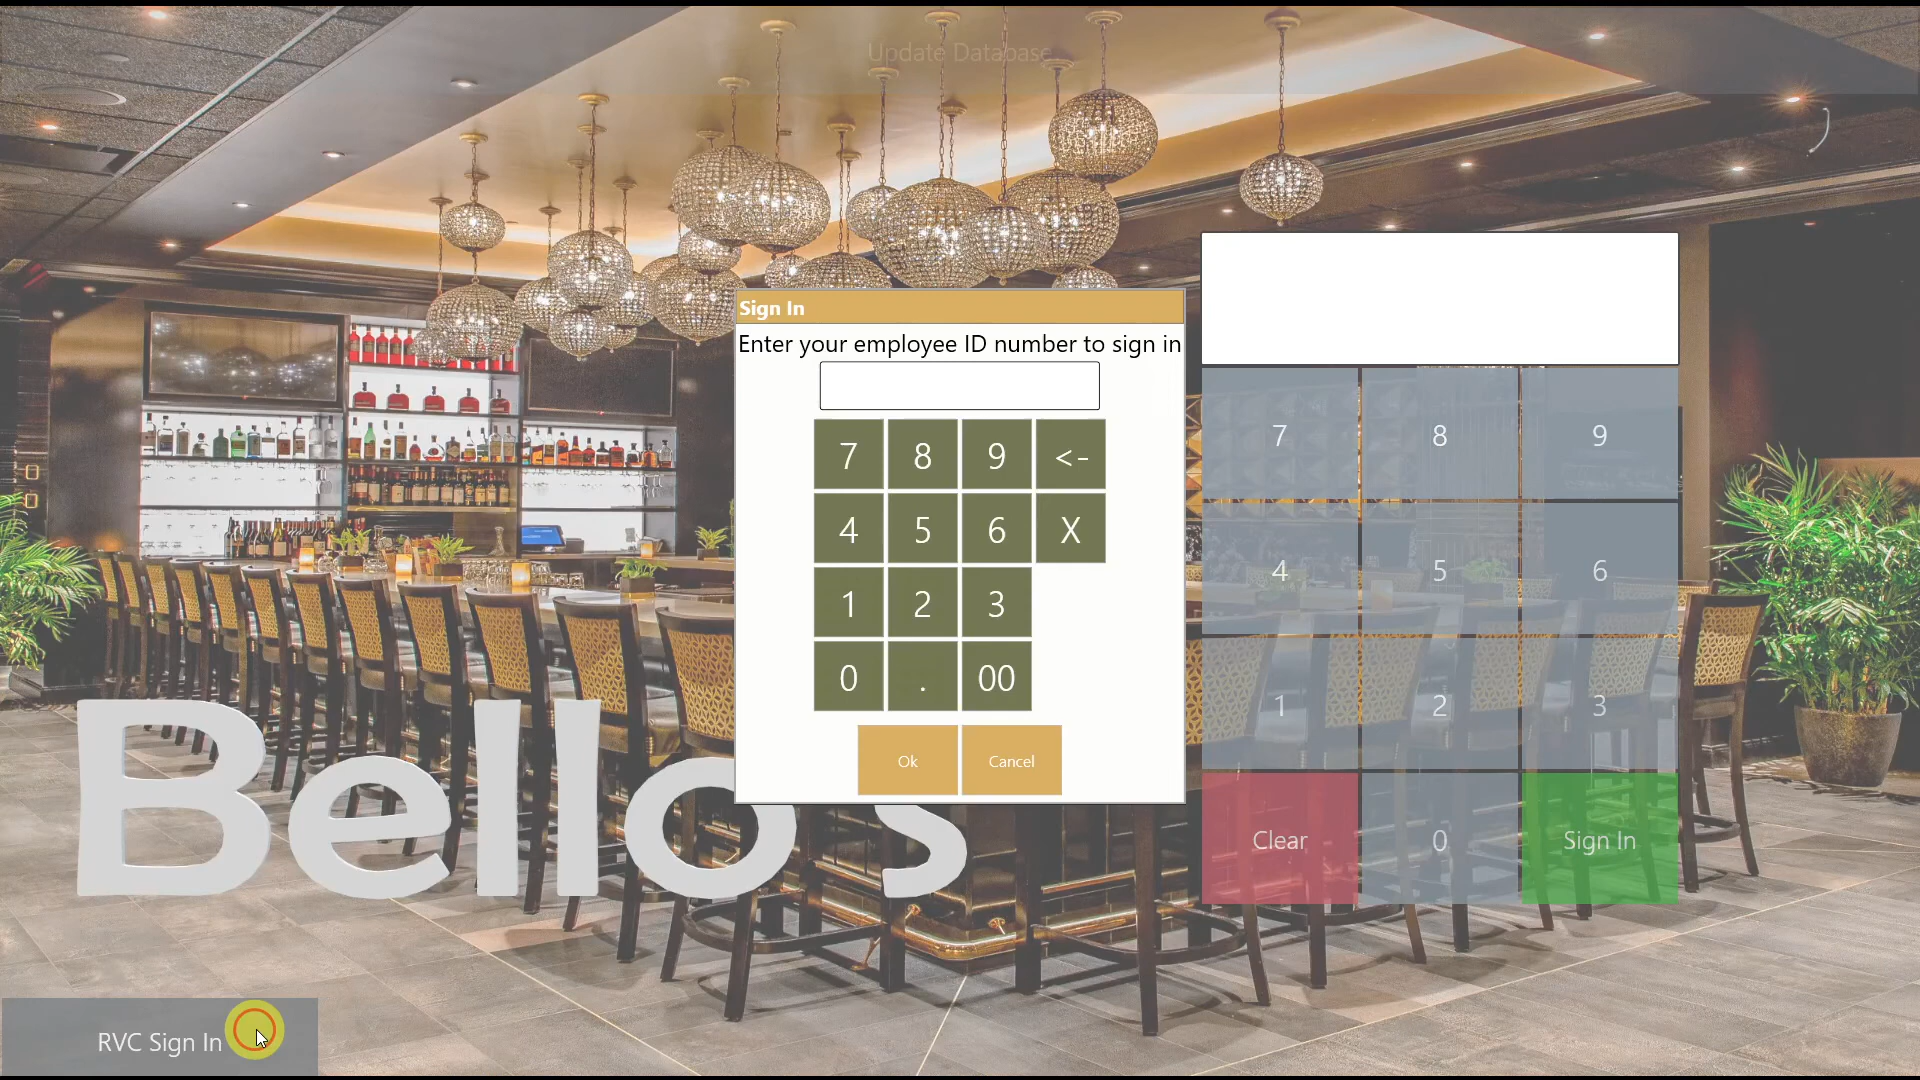 Update Database
Sign In
Enter your employee ID number to sign in
7 8 9 <-
4 5 6 X
1 2 3
0 . 00
Ok Cancel
7 8 9
4 5 6
1 2 3
Clear 0 Sign In
Bello's
RVC Sign In